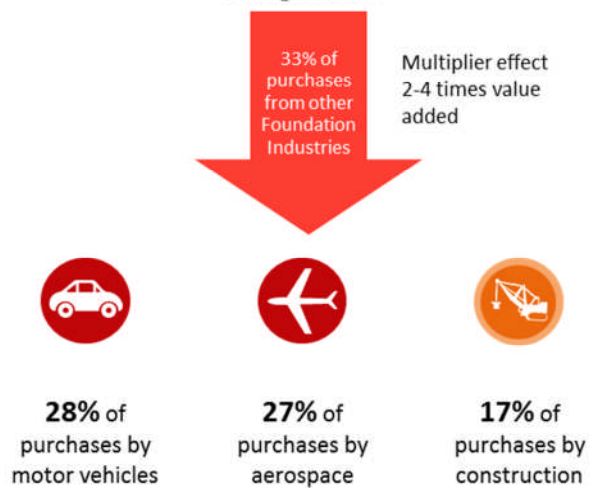 33% of
purchases
from other
Foundation
Industries
Multiplier effect
2-4 times value
added
28% of
purchases by
motor vehicles
27% of
purchases by
aerospace
17% of
purchases by
construction